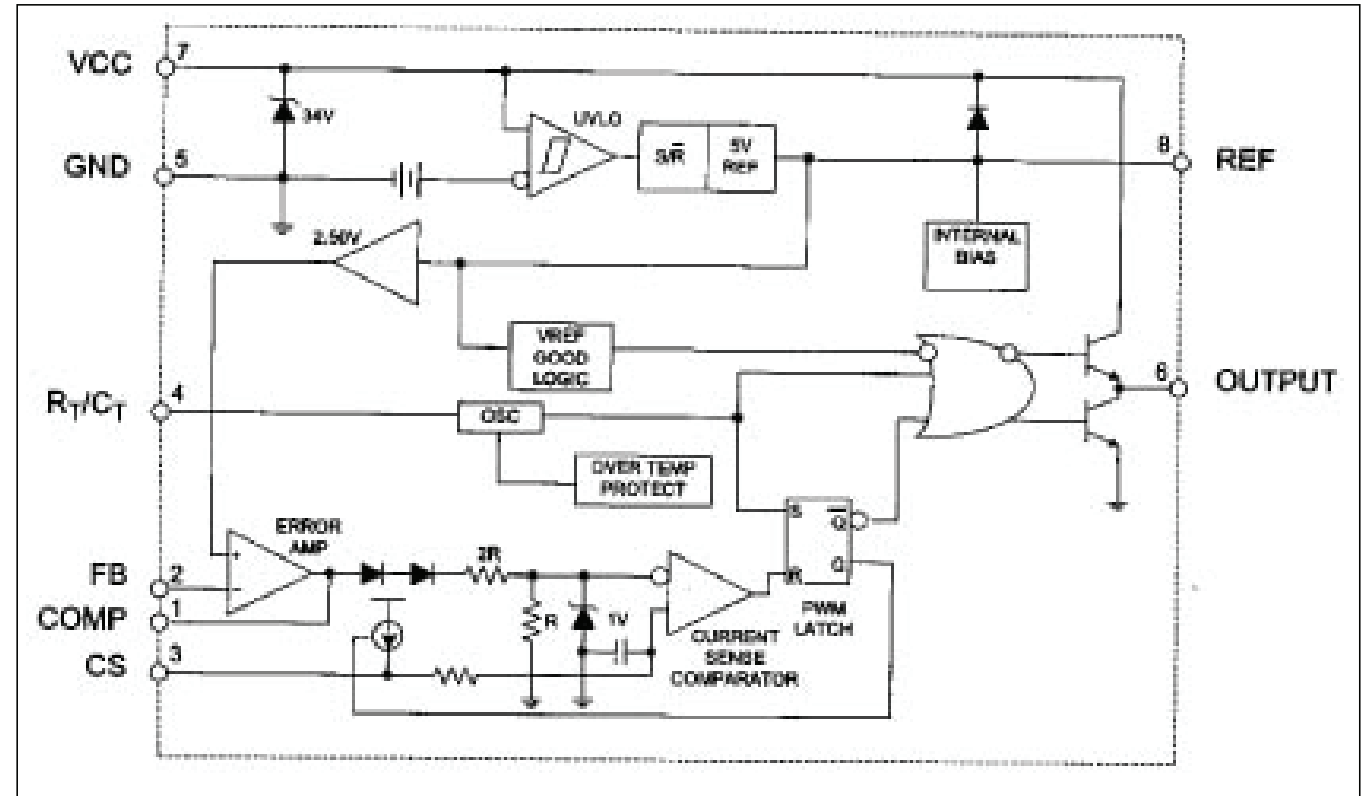 VCC 7
34V
UVLO
S/R̅
5V
REF
8 REF
GND 5
2.50V
INTERNAL
BIAS
VREF
GOOD
LOGIC
6 OUTPUT
RT/CT 4
OSC
OVER TEMP
PROTECT
S
Q̅
ERROR
AMP
2R
R
Q
FB 2
PWM
LATCH
COMP 1
R
1V
CURRENT
SENSE
COMPARATOR
CS 3